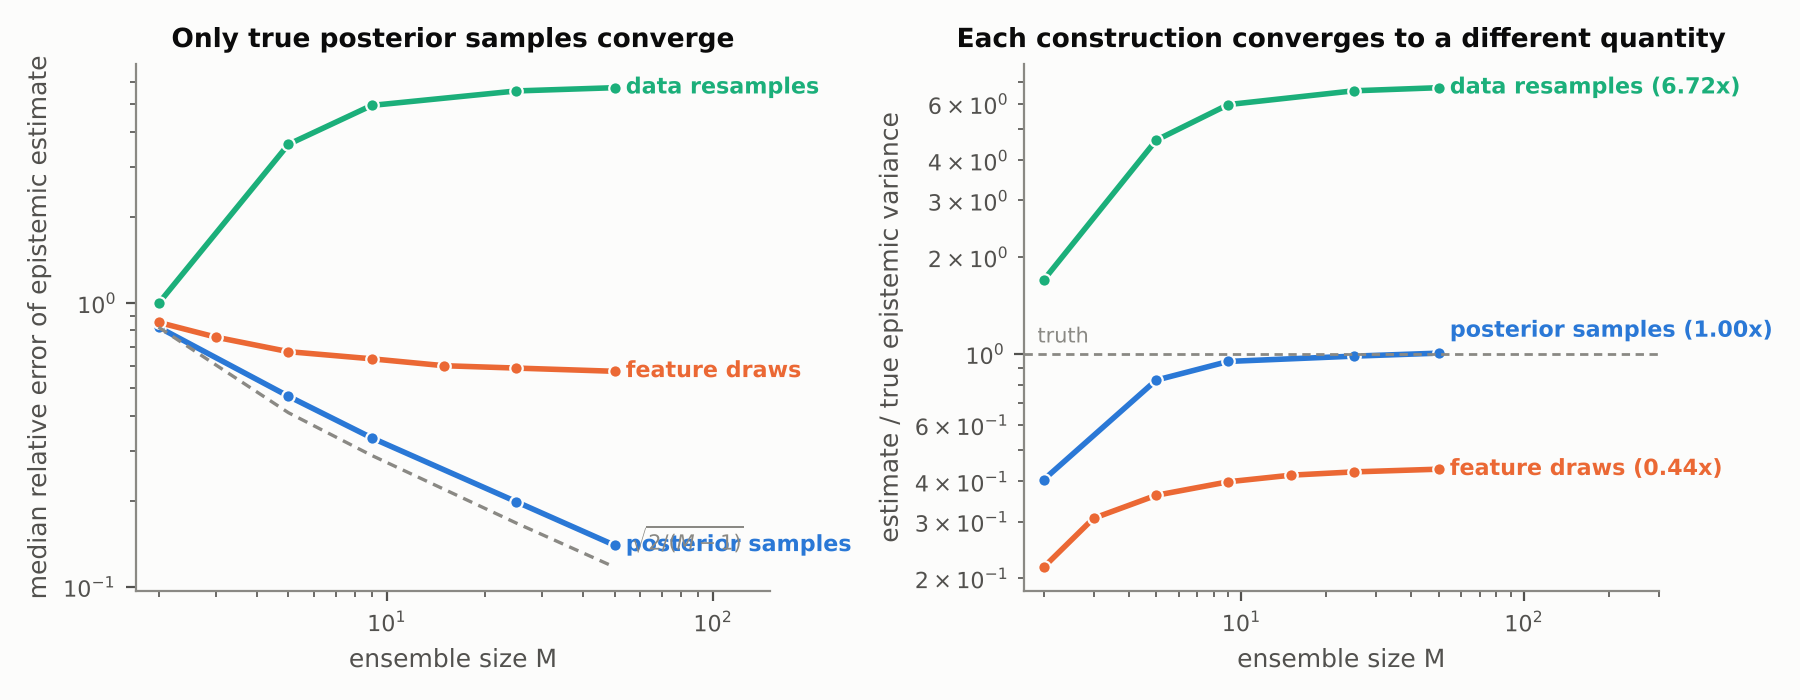 Only true posterior samples converge
median relative error of epistemic estimate
10⁰
10⁻¹
data resamples
feature draws
posterior samples
√2/(M − 1)
10¹
10²
ensemble size M
Each construction converges to a different quantity
estimate / true epistemic variance
6 × 10⁰
4 × 10⁰
3 × 10⁰
2 × 10⁰
10⁰
6 × 10⁻¹
4 × 10⁻¹
3 × 10⁻¹
2 × 10⁻¹
data resamples (6.72x)
truth
posterior samples (1.00x)
feature draws (0.44x)
10¹
10²
ensemble size M